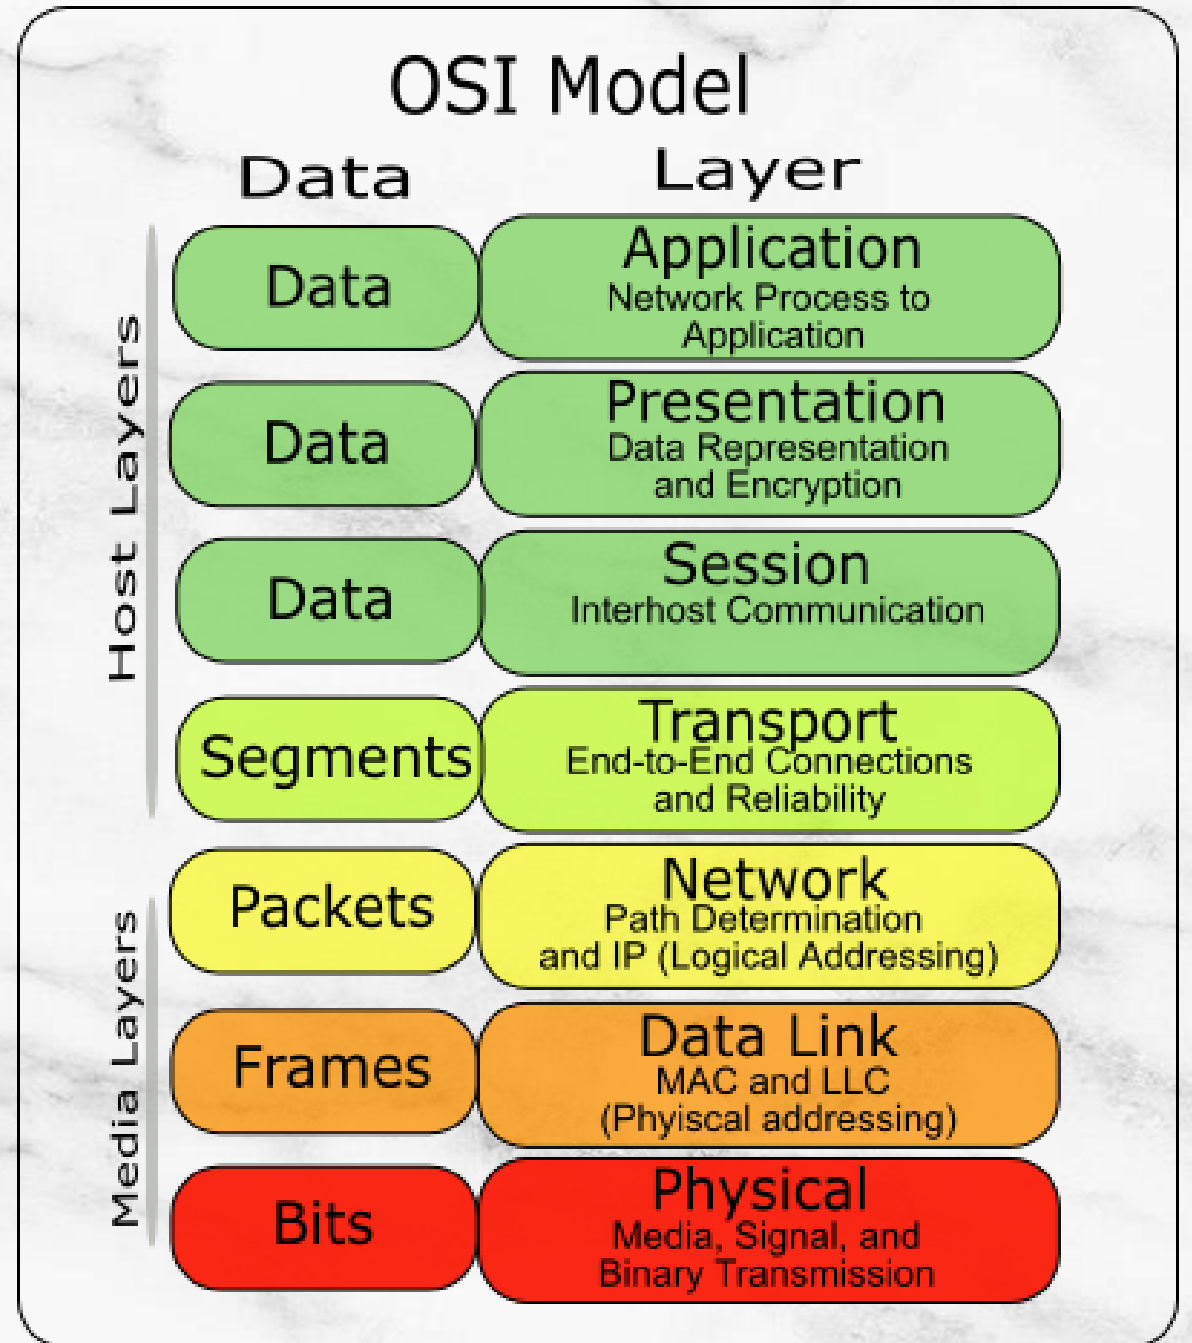 OSI Model
Data
Layer
Host Layers
Data
Application
Network Process to
Application
Data
Presentation
Data Representation
and Encryption
Data
Session
Interhost Communication
Segments
Transport
End-to-End Connections
and Reliability
Media Layers
Packets
Network
Path Determination
and IP (Logical Addressing)
Frames
Data Link
MAC and LLC
(Phyiscal addressing)
Bits
Physical
Media, Signal, and
Binary Transmission